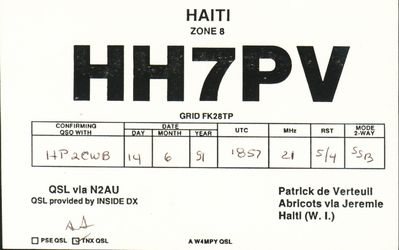 HAITI
ZONE 8
HH7PV
GRID FK28TP
CONFIRMING QSO WITH DATE DAY MONTH YEAR UTC MHz RST MODE 2-WAY
HP2CWB 14 6 91 1857 21 5/4 SSB
QSL via N2AU
QSL provided by INSIDE DX
Patrick de Verteuil
Abricots via Jeremie
Haiti (W. I.)
PSE QSL TNX QSL
A W4MPY QSL